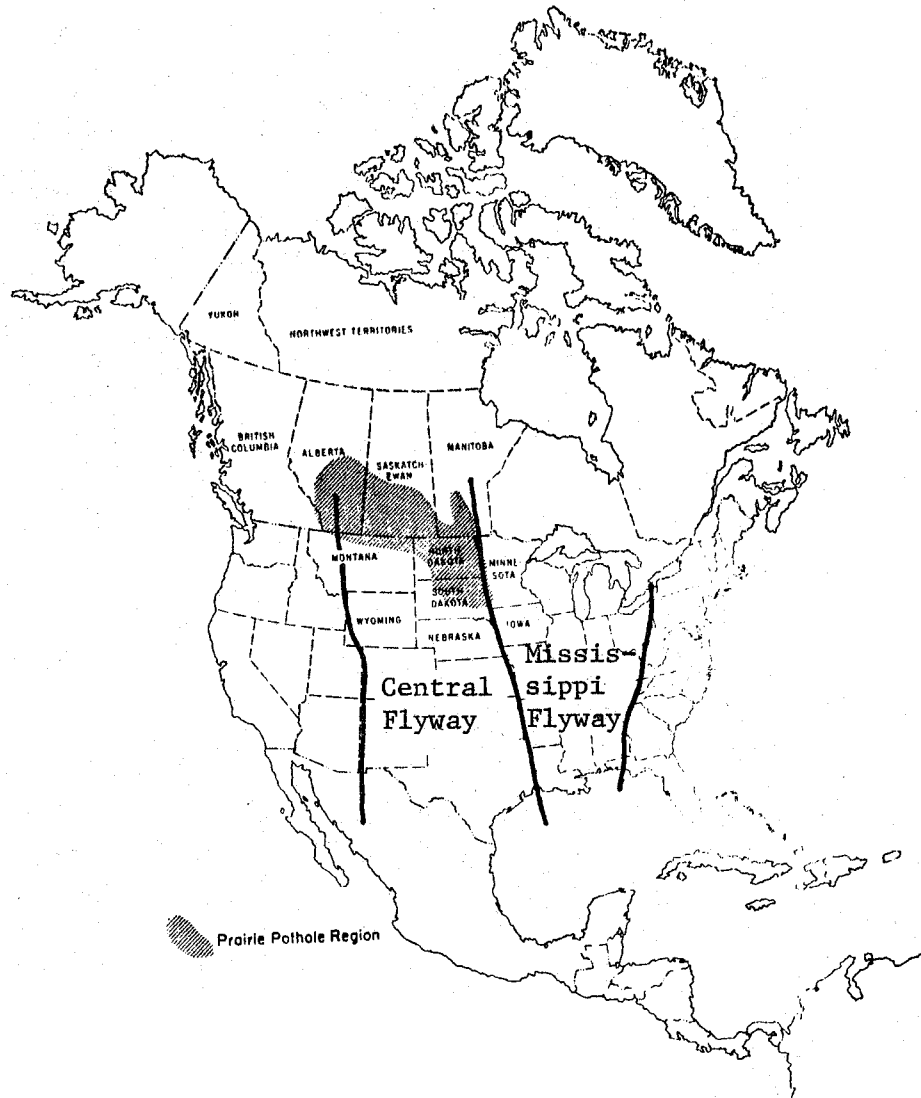 YUKON
NORTHWEST TERRITORIES
BRITISH
COLUMBIA
ALBERTA
SASKATCH-
EWAN
MANITOBA
MONTANA
NORTH
DAKOTA
MINNE
SOTA
SOUTH
DAKOTA
WYOMING
IOWA
NEBRASKA
Central
Flyway
Missis-
sippi
Flyway
Prairie Pothole Region